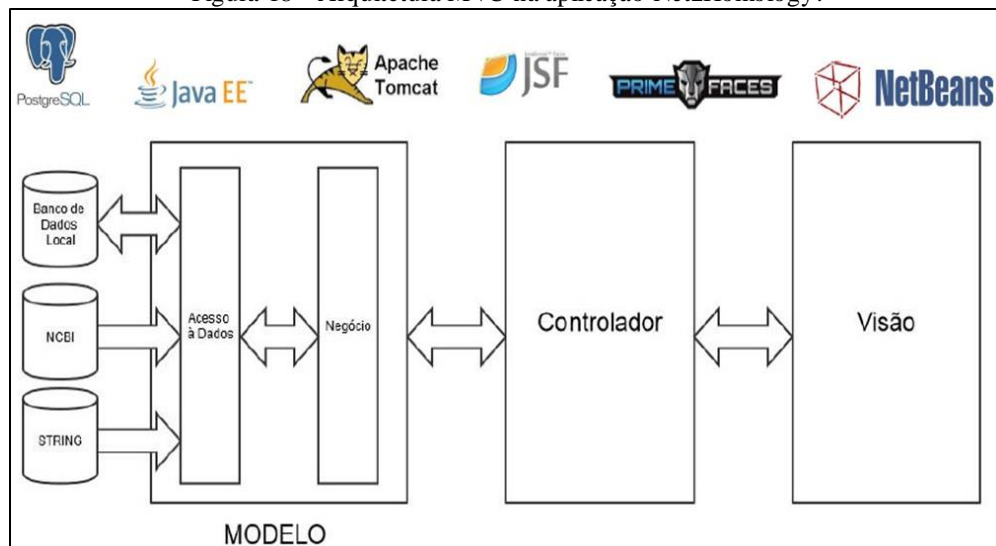 PostgreSQL
Java EE
Apache
Tomcat
JSF
PRIME FACES
NetBeans
Banco de
Dados
Local
NCBI
STRING
Acesso
à Dados
Negócio
Controlador
Visão
MODELO